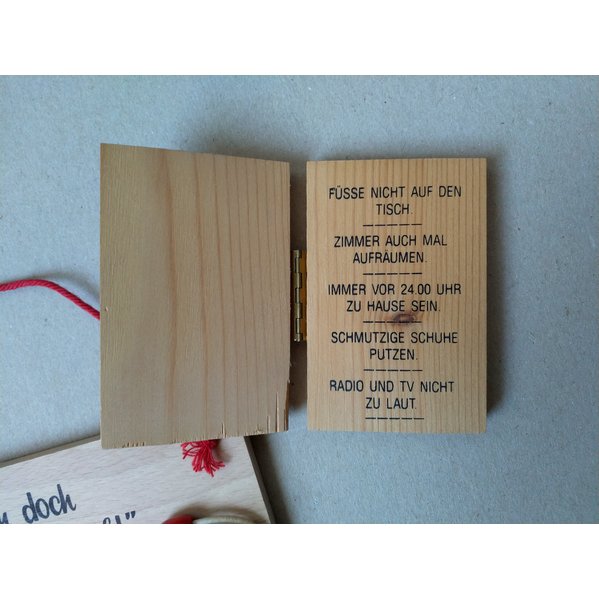 FÜSSE NICHT AUF DEN
TISCH.
ZIMMER AUCH MAL
AUFRÄUMEN.
IMMER VOR 24.00 UHR
ZU HAUSE SEIN.
SCHMUTZIGE SCHUHE
PUTZEN.
RADIO UND TV NICHT
ZU LAUT.
doch